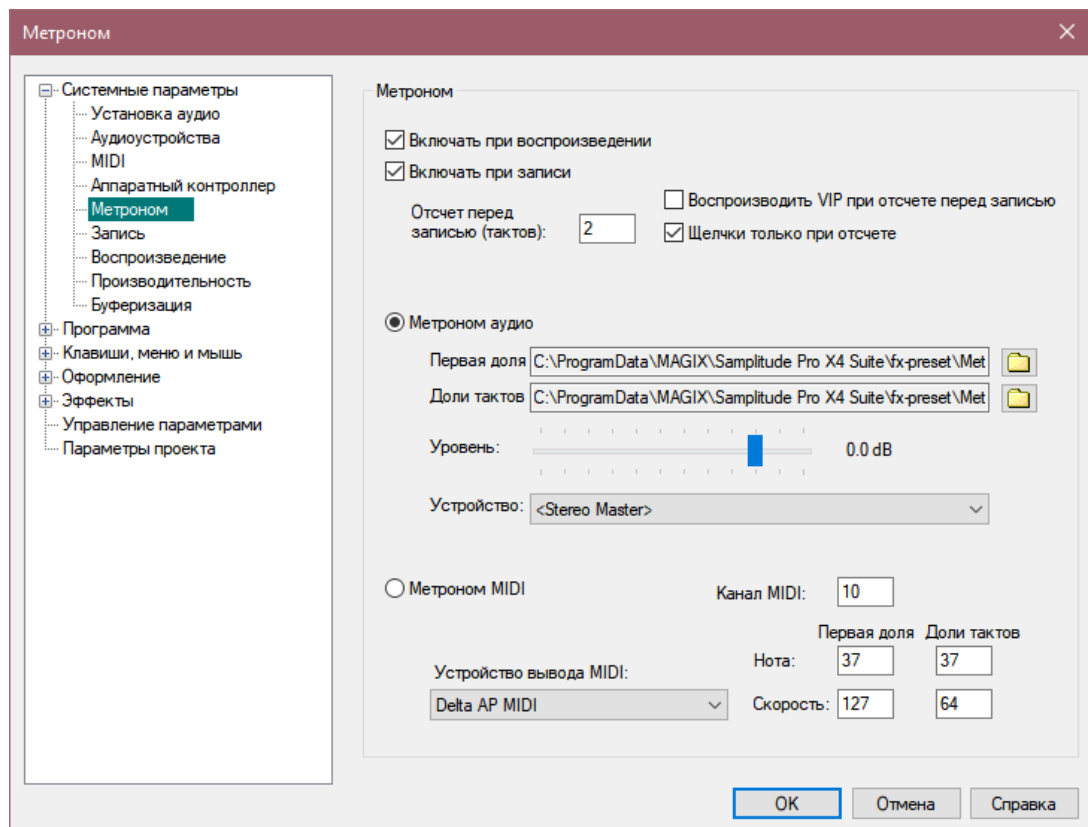 Метроном
Системные параметры
Установка аудио
Аудиоустройства
MIDI
Аппаратный контроллер
Метроном
Запись
Воспроизведение
Производительность
Буферизация
Программа
Клавиши, меню и мышь
Оформление
Эффекты
Управление параметрами
Параметры проекта
Метроном
Включать при воспроизведении
Включать при записи
Отсчет перед
записью (тактов): 2
Воспроизводить VIP при отсчете перед записью
Щелчки только при отсчете
Метроном аудио
Первая доля C:\ProgramData\MAGIX\Samplitude Pro X4 Suite\fx-preset\Met
Доли тактов C:\ProgramData\MAGIX\Samplitude Pro X4 Suite\fx-preset\Met
Уровень: 0.0 dB
Устройство: <Stereo Master>
Метроном MIDI
Канал MIDI: 10
Первая доля Доли тактов
Нота: 37 37
Устройство вывода MIDI:
Delta AP MIDI
Скорость: 127 64
OK Отмена Справка